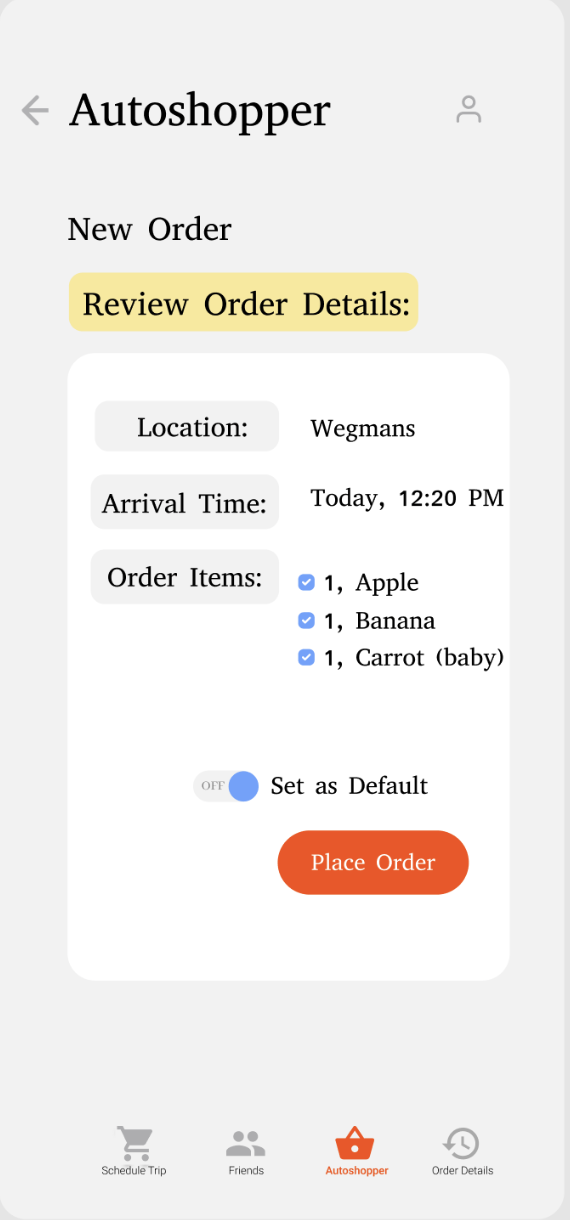 Autoshopper
New Order
Review Order Details:
Location: Wegmans
Arrival Time: Today, 12:20 PM
Order Items: 1, Apple
1, Banana
1, Carrot (baby)
OFF Set as Default
Place Order
Schedule Trip Friends Autoshopper Order Details